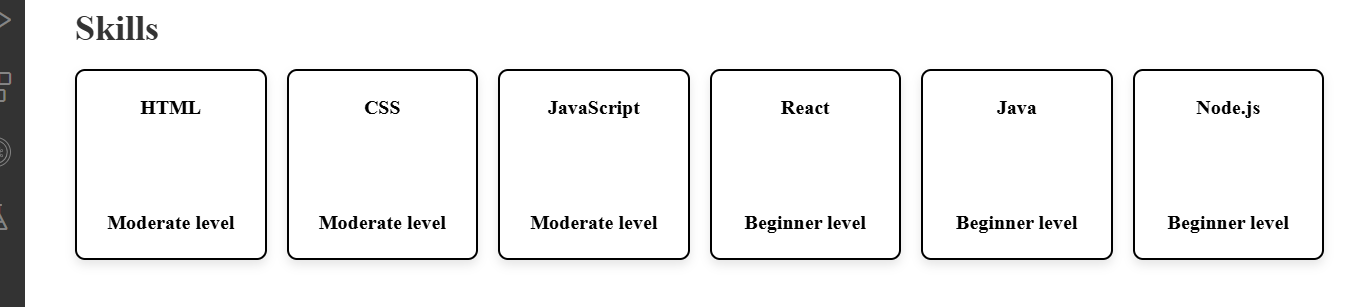 Skills
HTML
CSS
JavaScript
React
Java
Node.js
Moderate level
Moderate level
Moderate level
Beginner level
Beginner level
Beginner level